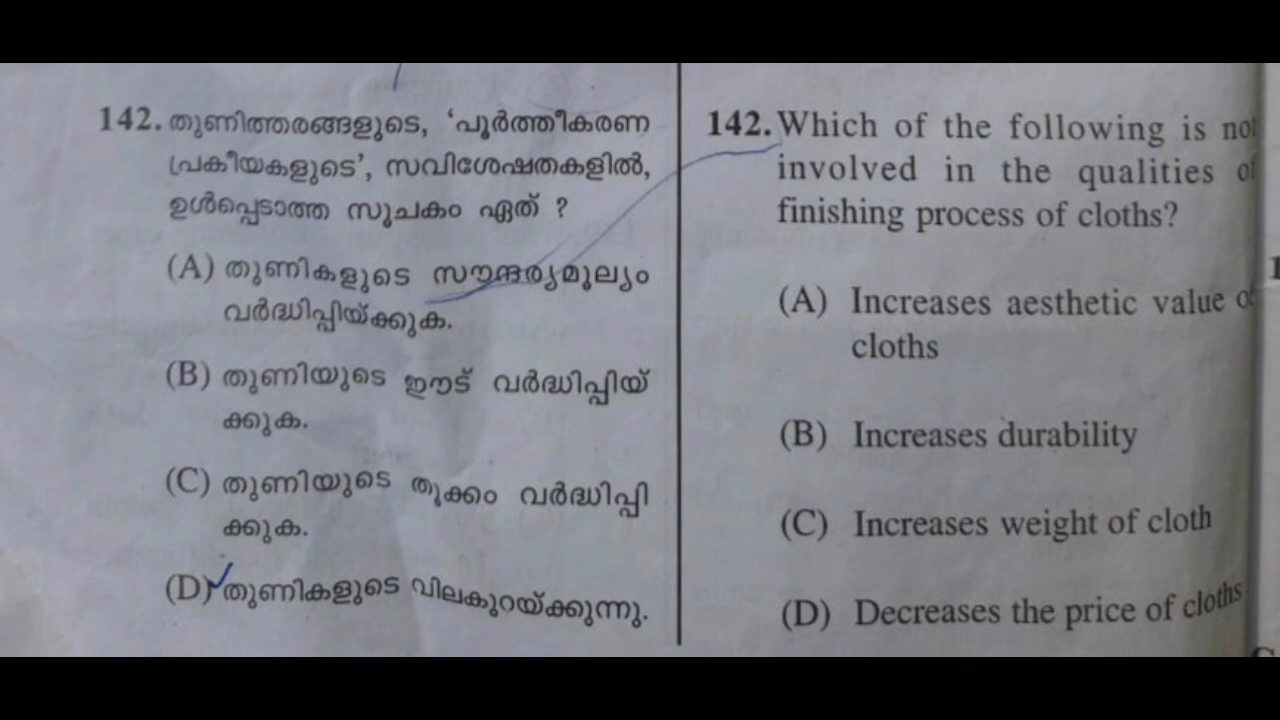 142. തുണിത്തരങ്ങളുടെ, ‘പൂർത്തീകരണ
പ്രകീയകളുടെ’, സവിശേഷതകളിൽ,
ഉൾപ്പെടാത്ത സൂചകം ഏത് ?
(A) തുണികളുടെ സൗന്ദര്യമൂല്യം
വർദ്ധിപ്പിയ്ക്കുക.
(B) തുണിയുടെ ഈട് വർദ്ധിപ്പിയ്
ക്കുക.
(C) തുണിയുടെ തൂക്കം വർദ്ധിപ്പി
ക്കുക.
(D) തുണികളുടെ വിലകുറയ്ക്കുന്നു.
142. Which of the following is not
involved in the qualities of
finishing process of cloths?
(A) Increases aesthetic value of
cloths
(B) Increases durability
(C) Increases weight of cloth
(D) Decreases the price of cloths